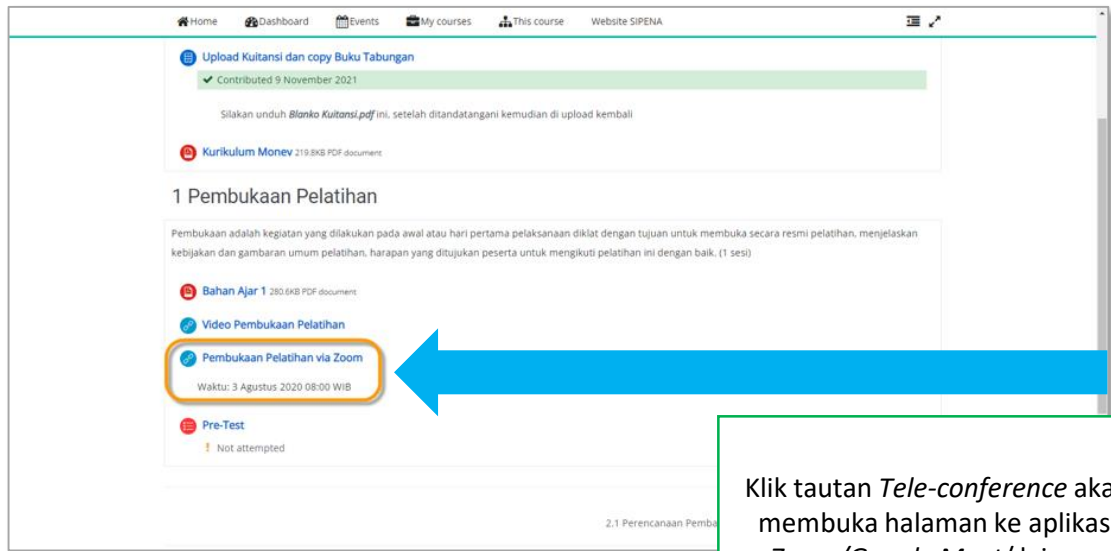 Home Dashboard Events My courses This course Website SIPENA
Upload Kuitansi dan copy Buku Tabungan
Contributed 9 November 2021
Silakan unduh Blanko Kuitansi.pdf ini, setelah ditandatangani kemudian di upload kembali
Kurikulum Monev 219.8KB PDF document
1 Pembukaan Pelatihan
Pembukaan adalah kegiatan yang dilakukan pada awal atau hari pertama pelaksanaan diklat dengan tujuan untuk membuka secara resmi pelatihan, menjelaskan
kebijakan dan gambaran umum pelatihan, harapan yang ditujukan peserta untuk mengikuti pelatihan ini dengan baik. (1 sesi)
Bahan Ajar 1 280.6KB PDF document
Video Pembukaan Pelatihan
Pembukaan Pelatihan via Zoom
Waktu: 3 Agustus 2020 08:00 WIB
Pre-Test
! Not attempted
2.1 Perencanaan Pemba
Klik tautan Tele-conference aka
membuka halaman ke aplikas